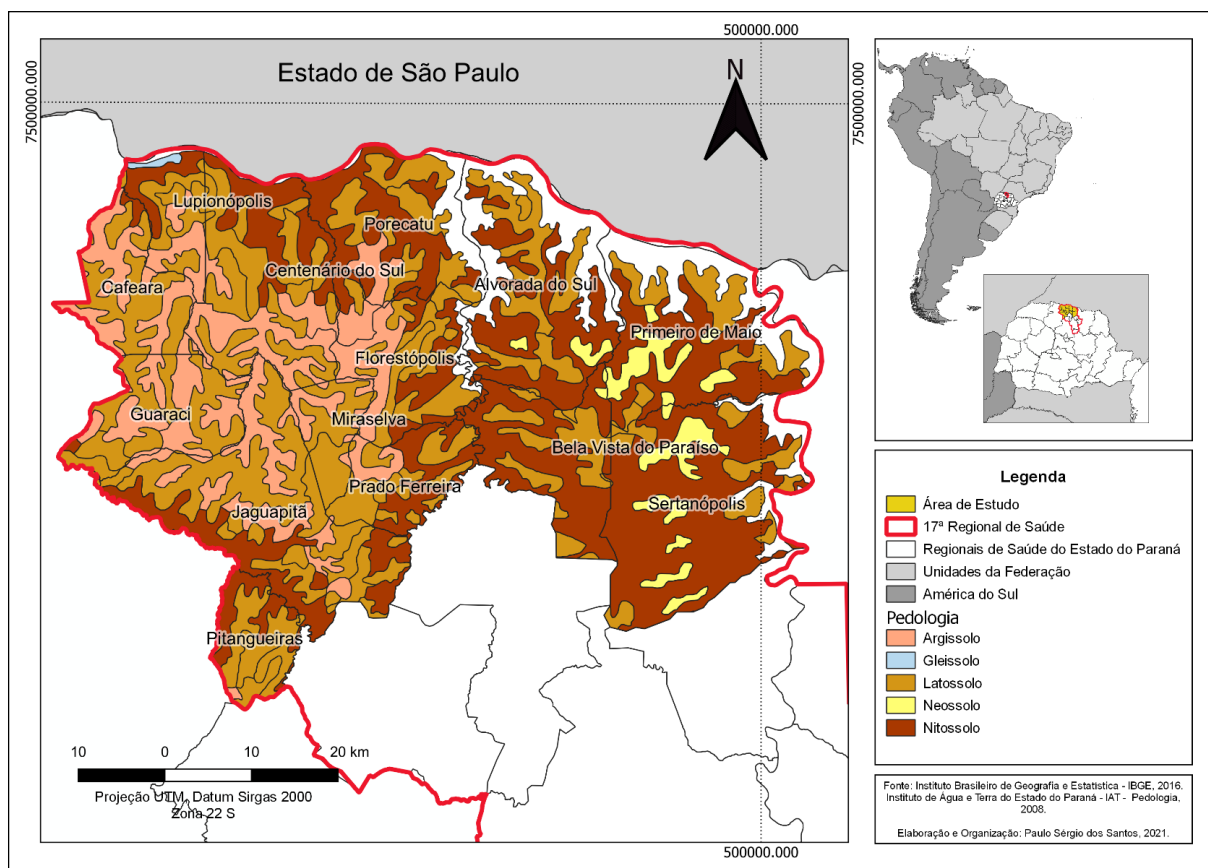 500000.000
7500000.000
Estado de São Paulo
N
7500000.000
Lupionópolis
Porecatu
Centenário do Sul
Cafeara
Alvorada do Sul
Primeiro de Maio
Florestópolis
Guaraci
Miraselva
Bela Vista do Paraíso
Prado Ferreira
Sertanópolis
Jaguapitã
Pitangueiras
10 0 10 20 km
Projeção UTM, Datum Sirgas 2000
Zona 22 S
500000.000
Legenda
Área de Estudo
17ª Regional de Saúde
Regionais de Saúde do Estado do Paraná
Unidades da Federação
América do Sul
Pedologia
Argissolo
Gleissolo
Latossolo
Neossolo
Nitossolo
Fonte: Instituto Brasileiro de Geografia e Estatística - IBGE, 2016.
Instituto de Água e Terra do Estado do Paraná - IAT - Pedologia,
2008.
Elaboração e Organização: Paulo Sérgio dos Santos, 2021.